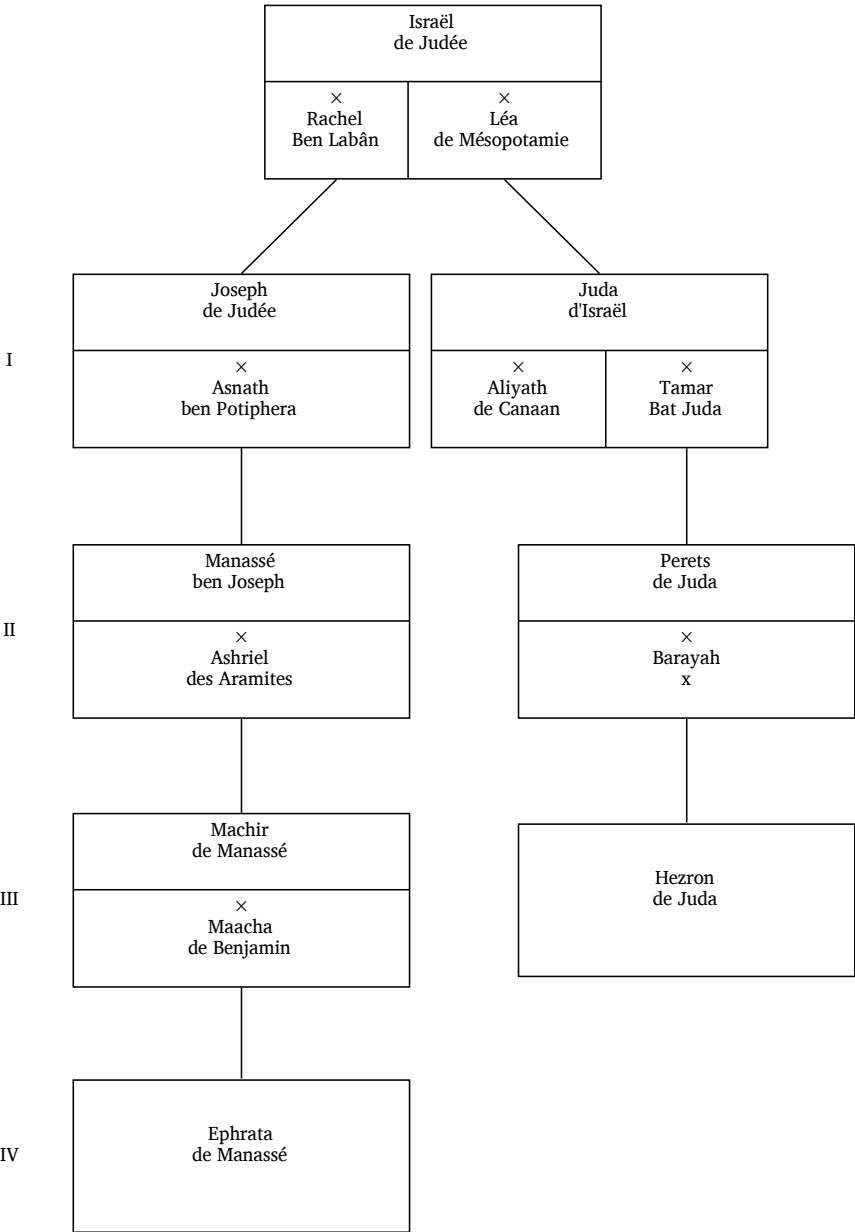 Israël
de Judée
×
Rachel
Ben Labân
×
Léa
de Mésopotamie
I
Joseph
de Judée
×
Asnath
ben Potiphera
Juda
d'Israël
×
Aliyath
de Canaan
×
Tamar
Bat Juda
II
Manassé
ben Joseph
×
Ashriel
des Aramites
Perets
de Juda
×
Barayah
x
III
Machir
de Manassé
×
Maacha
de Benjamin
Hezron
de Juda
IV
Ephrata
de Manassé